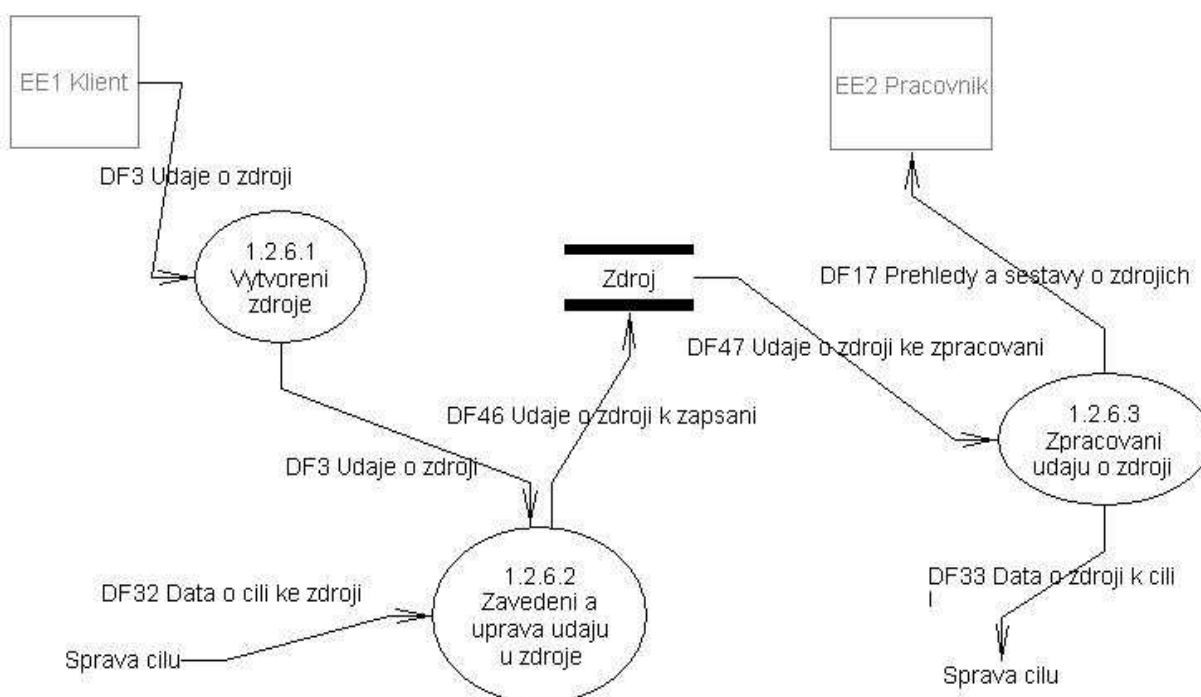 EE1 Klient
EE2 Pracovnik
DF3 Udaje o zdroji
1.2.6.1
Vytvoreni
zdroje
Zdroj
DF17 Prehledy a sestavy o zdrojich
DF47 Udaje o zdroji ke zpracovani
DF46 Udaje o zdroji k zapsani
1.2.6.3
Zpracovani
udaju o zdroji
DF3 Udaje o zdroji
DF32 Data o cili ke zdroji
1.2.6.2
Zavedeni a
uprava udaju
u zdroje
Sprava cilu
DF33 Data o zdroji k cili
l
Sprava cilu